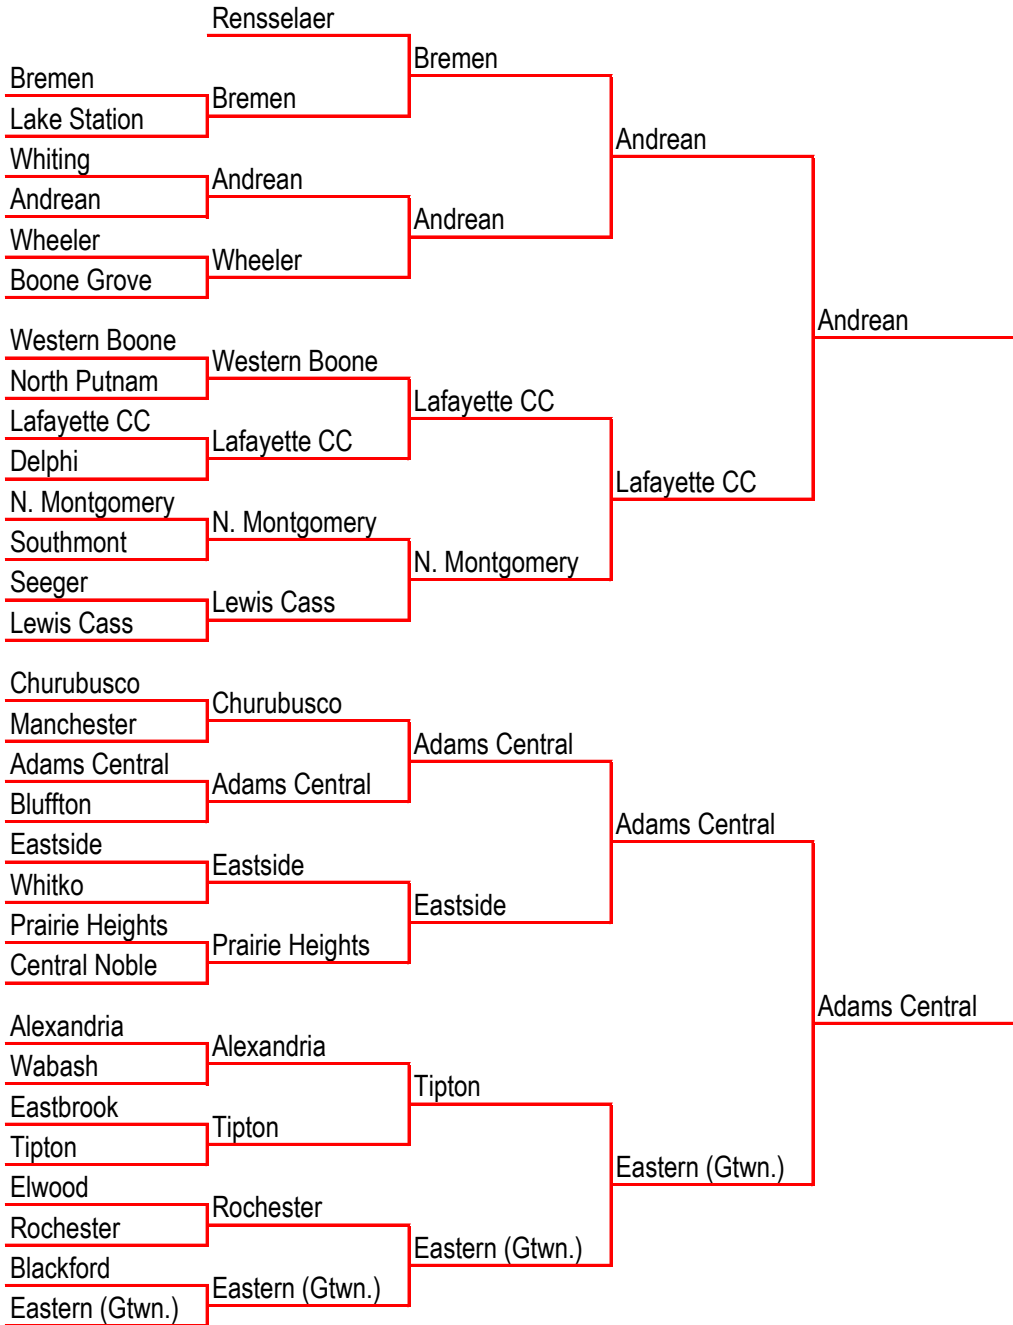 Rensselaer
Bremen
Bremen
Bremen
Lake Station
Andrean
Whiting
Andrean
Andrean
Andrean
Wheeler
Wheeler
Boone Grove
Andrean
Western Boone
Western Boone
North Putnam
Lafayette CC
Lafayette CC
Lafayette CC
Delphi
Lafayette CC
N. Montgomery
N. Montgomery
Southmont
N. Montgomery
Seeger
Lewis Cass
Lewis Cass
Churubusco
Churubusco
Manchester
Adams Central
Adams Central
Adams Central
Bluffton
Adams Central
Eastside
Eastside
Whitko
Eastside
Prairie Heights
Prairie Heights
Central Noble
Adams Central
Alexandria
Alexandria
Wabash
Tipton
Eastbrook
Tipton
Tipton
Eastern (Gtwn.)
Elwood
Rochester
Rochester
Eastern (Gtwn.)
Blackford
Eastern (Gtwn.)
Eastern (Gtwn.)